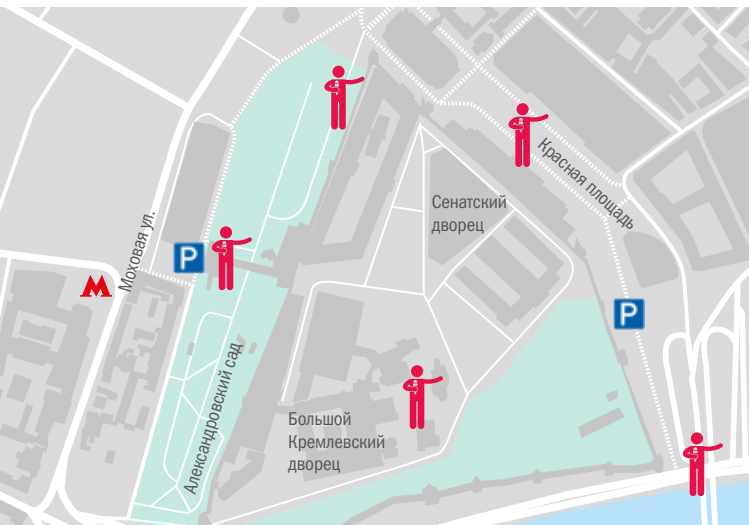 Красная площадь
Сенатский
дворец
Моховая ул.
P
М
P
Александровский сад
Большой
Кремлевский
дворец